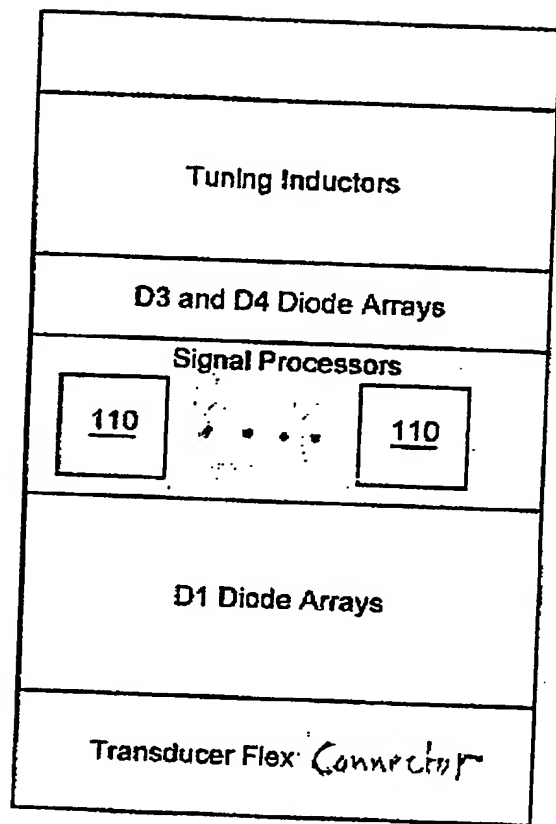 Tuning Inductors
D3 and D4 Diode Arrays
Signal Processors
110 110
D1 Diode Arrays
Transducer Flex Connector